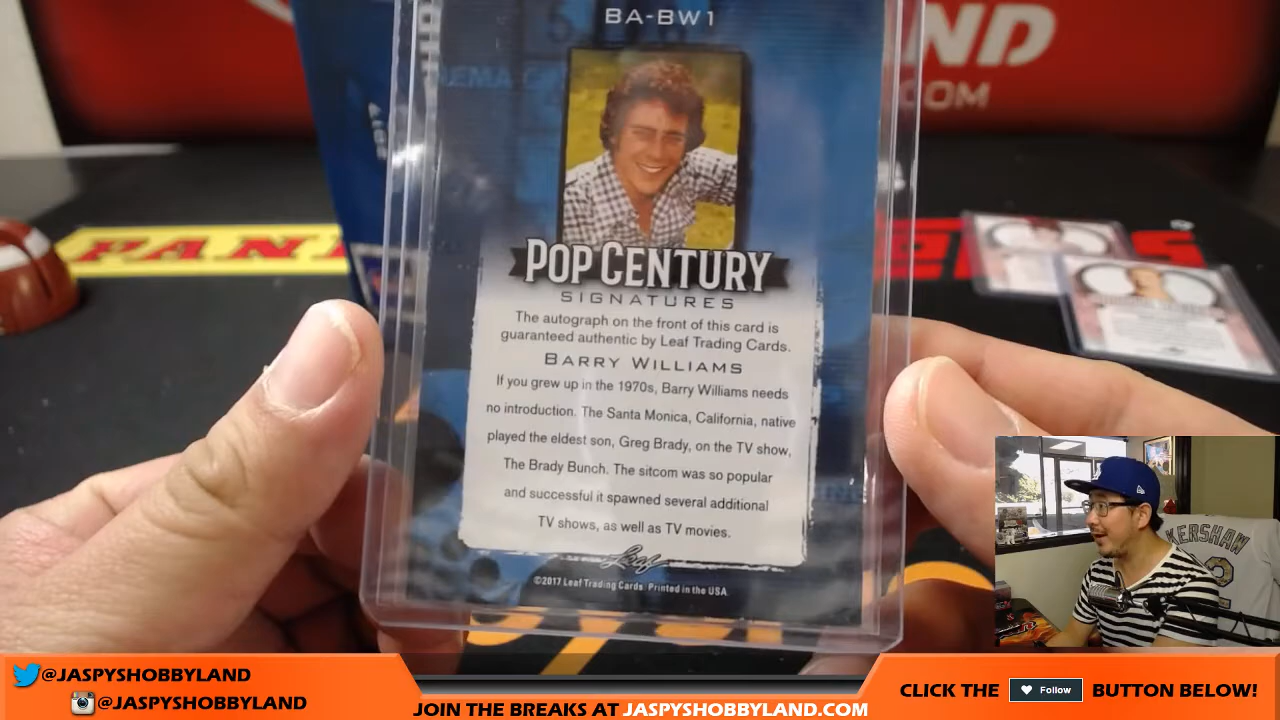 BA-BW1
ND
.COM
PANI
POP CENTURY
SIGNATURES
The autograph on the front of this card is
guaranteed authentic by Leaf Trading Cards.
BARRY WILLIAMS
If you grew up in the 1970s, Barry Williams needs
no introduction. The Santa Monica, California, native
played the eldest son, Greg Brady, on the TV show,
The Brady Bunch. The sitcom was so popular
and successful it spawned several additional
TV shows, as well as TV movies.
Leaf
©2017 Leaf Trading Cards. Printed in the USA.
KERSHAW
@JASPYSHOBBYLAND
@JASPYSHOBBYLAND
JOIN THE BREAKS AT JASPYSHOBBYLAND.COM
CLICK THE Follow BUTTON BELOW!